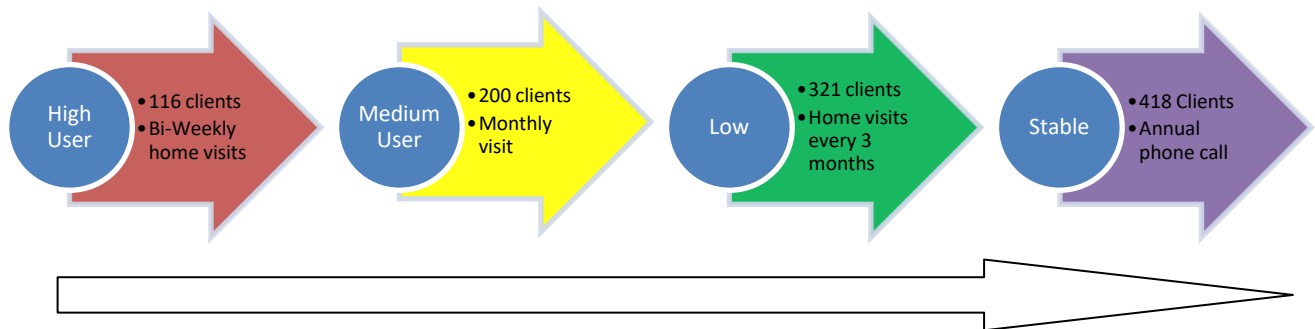 High
User
•116 clients
•Bi-Weekly
home visits
Medium
User
•200 clients
•Monthly
visit
Low
•321 clients
•Home visits
every 3
months
Stable
•418 Clients
•Annual
phone call